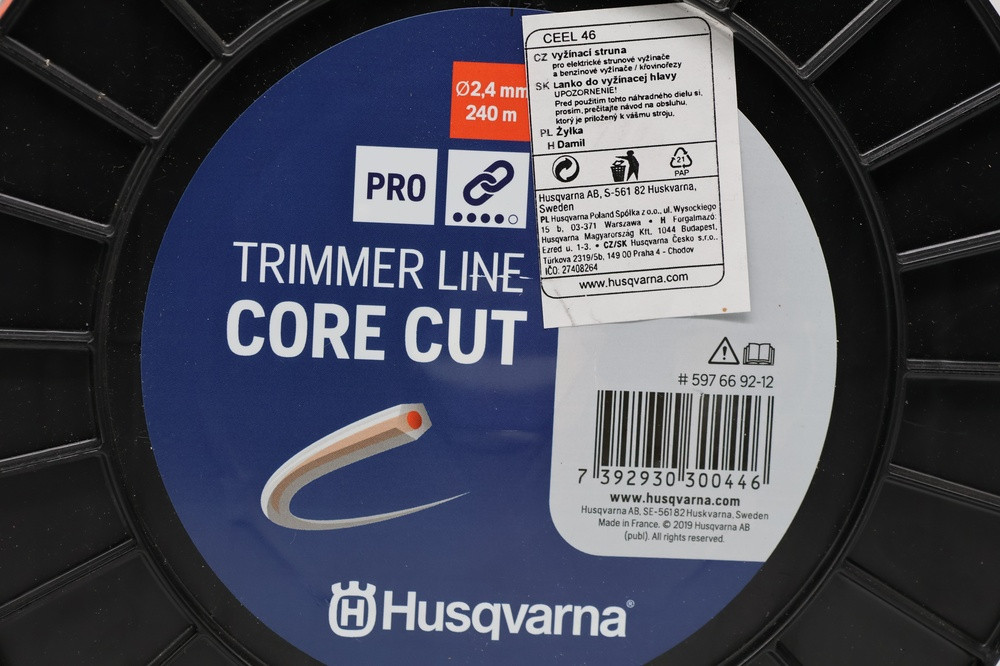 Ø2,4 mm
240 m
PRO
TRIMMER LINE
CORE CUT
Husqvarna®
CEEL 46
CZ vyžínací struna
pro elektrické strunové vyžínače
a benzínové vyžínače / křovinořezy
SK Lanko do vyžínacej hlavy
UPOZORNENIE!
Pred použitím tohto náhradného dielu si,
prosím, prečítajte návod na obsluhu,
ktorý je priložený k vášmu stroju,
PL Żyłka
H Damil
21
PAP
Husqvarna AB, S-561 82 Huskvarna,
Sweden
PL Husqvarna Poland Spółka z o.o., ul. Wysockiego
15 b, 03-371 Warszawa • H Forgalmazó:
Husqvarna Magyarország Kft. 1044 Budapest,
Ezred u. 1-3. • CZ/SK Husqvarna Česko s.r.o.,
Türkova 2319/5b, 149 00 Praha 4 - Chodov
IČO: 27408264
www.husqvarna.com
# 597 66 92-12
7 392930 300446
www.husqvarna.com
Husqvarna AB, SE-561 82 Huskvarna, Sweden
Made in France. © 2019 Husqvarna AB
(publ). All rights reserved.